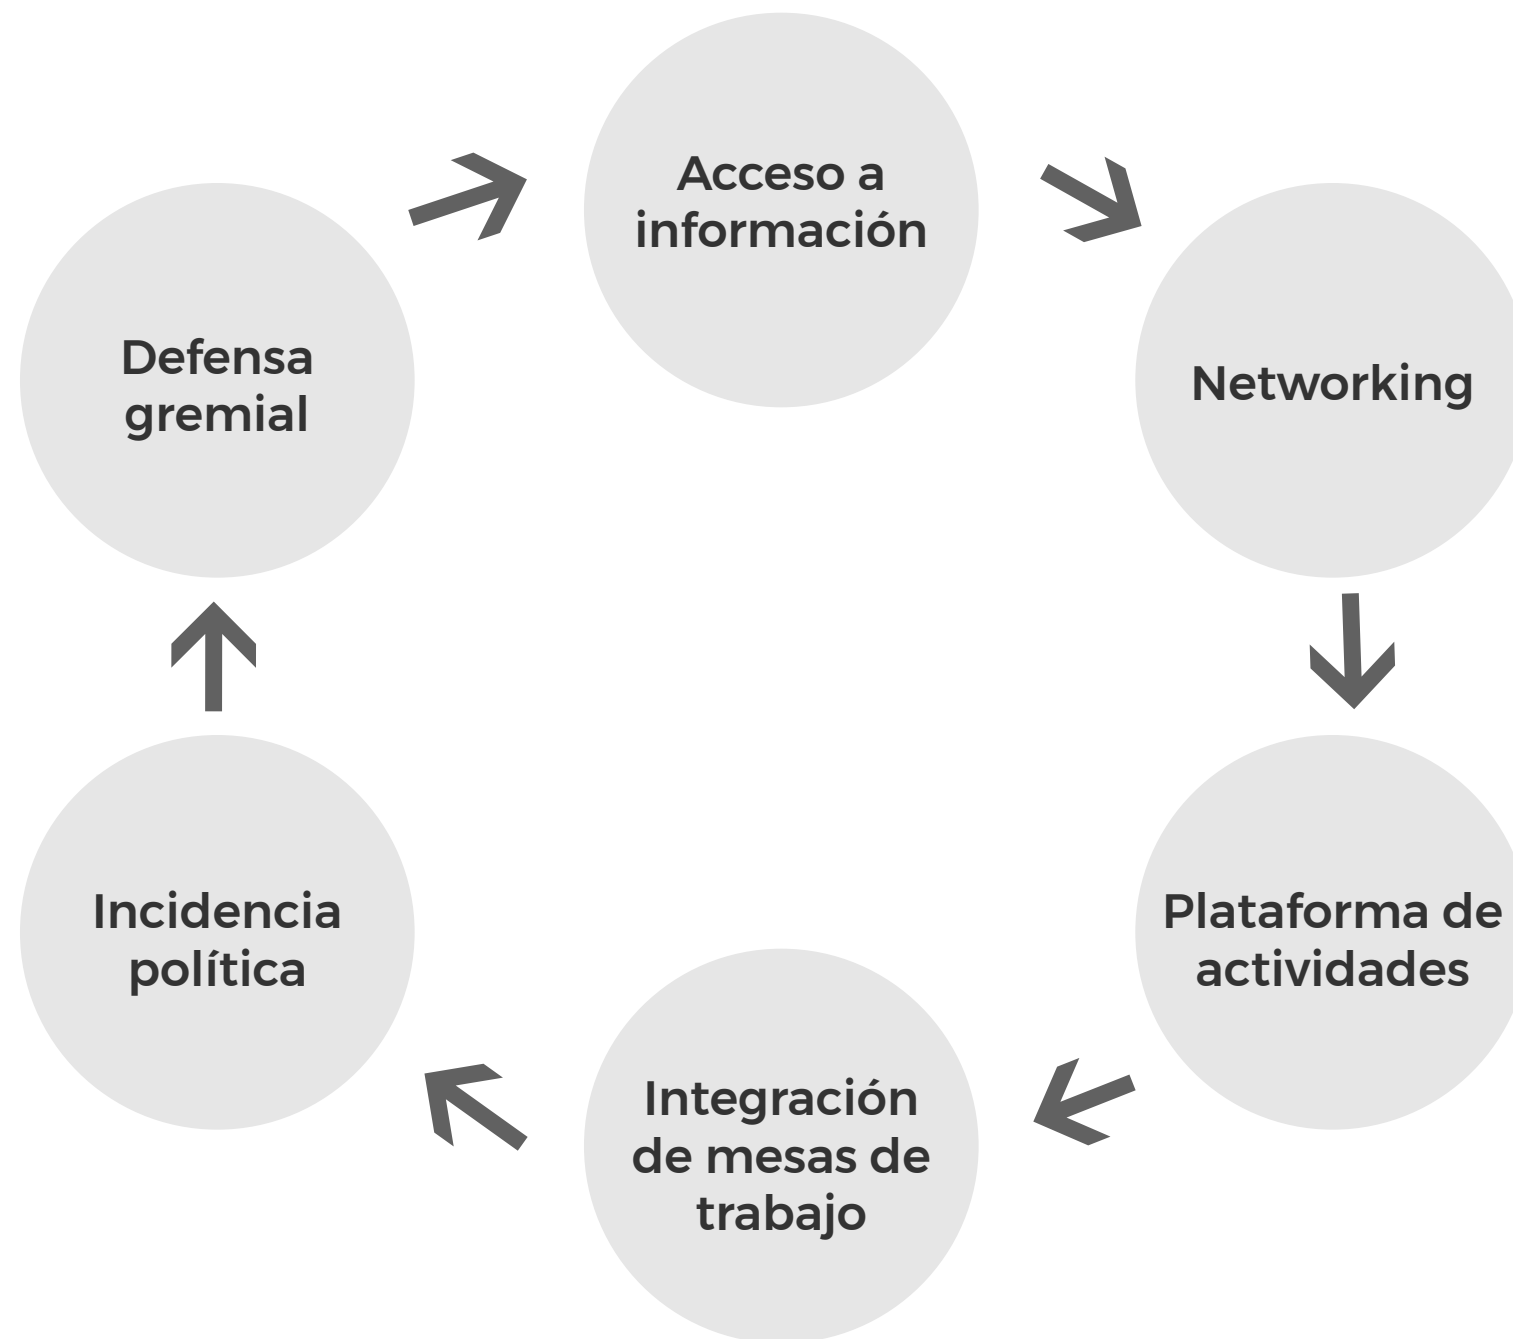 Acceso a
información
Networking
Plataforma de
actividades
Integración
de mesas de
trabajo
Incidencia
política
Defensa
gremial